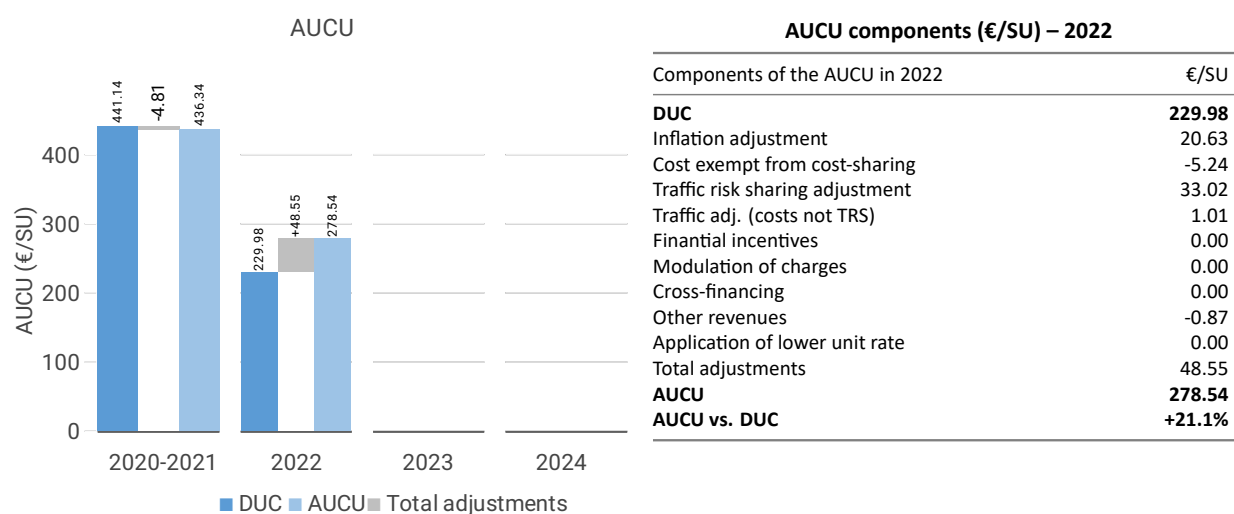 AUCU
AUCU (€/SU)
400
300
200
100
0
441.14
-4.81
436.34
229.98
+48.55
278.54
2020-2021
2022
2023
2024
DUC AUCU Total adjustments
AUCU components (€/SU) – 2022
Components of the AUCU in 2022 €/SU
DUC 229.98
Inflation adjustment 20.63
Cost exempt from cost-sharing -5.24
Traffic risk sharing adjustment 33.02
Traffic adj. (costs not TRS) 1.01
Finantial incentives 0.00
Modulation of charges 0.00
Cross-financing 0.00
Other revenues -0.87
Application of lower unit rate 0.00
Total adjustments 48.55
AUCU 278.54
AUCU vs. DUC +21.1%